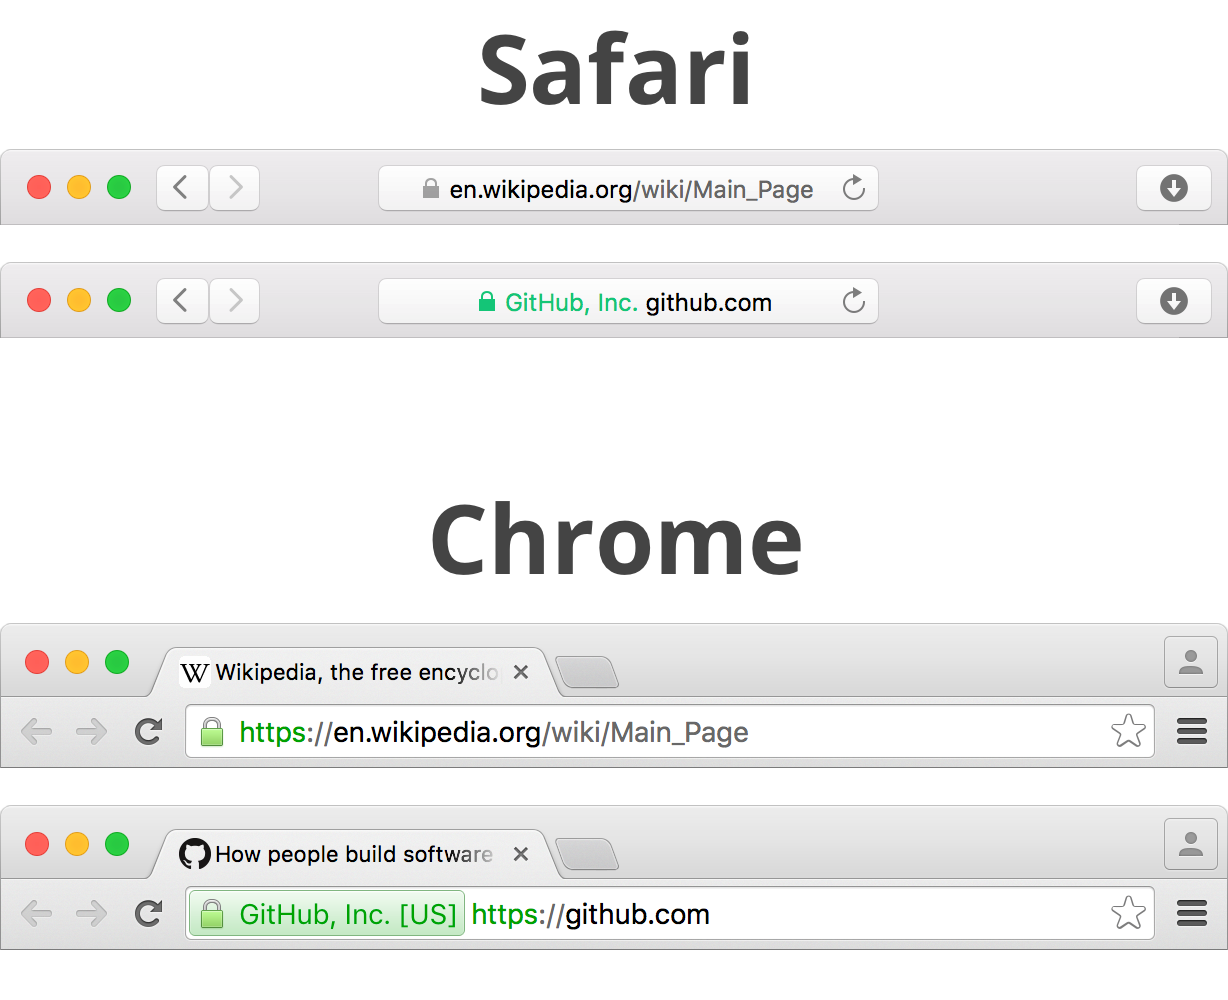 Safari
en.wikipedia.org/wiki/Main_Page
GitHub, Inc. github.com
Chrome
W Wikipedia, the free encyclo
https://en.wikipedia.org/wiki/Main_Page
How people build software
GitHub, Inc. [US] https://github.com